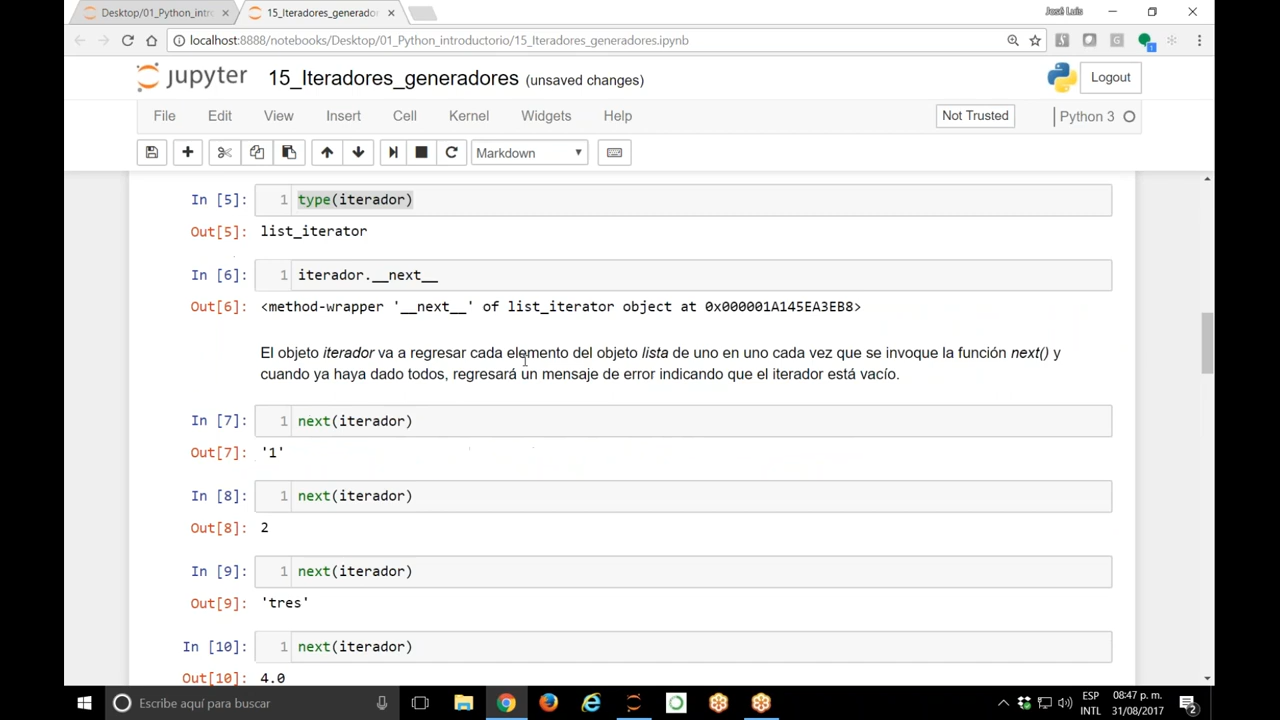 Desktop/01_Python_intro
15_Iteradores_generador
José Luis
localhost:8888/notebooks/Desktop/01_Python_introductorio/15_Iteradores_generadores.ipynb
jupyter 15_Iteradores_generadores (unsaved changes)
Logout
File Edit View Insert Cell Kernel Widgets Help
Not Trusted
Python 3
Markdown
In [5]: 1 type(iterador)
Out[5]: list_iterator
In [6]: 1 iterador.__next__
Out[6]: <method-wrapper '__next__' of list_iterator object at 0x000001A145EA3EB8>
El objeto iterador va a regresar cada elemento del objeto lista de uno en uno cada vez que se invoque la función next() y
cuando ya haya dado todos, regresará un mensaje de error indicando que el iterador está vacío.
In [7]: 1 next(iterador)
Out[7]: '1'
In [8]: 1 next(iterador)
Out[8]: 2
In [9]: 1 next(iterador)
Out[9]: 'tres'
In [10]: 1 next(iterador)
Out[10]: 4.0
Escribe aquí para buscar
ESP 08:47 p. m.
INTL 31/08/2017
2